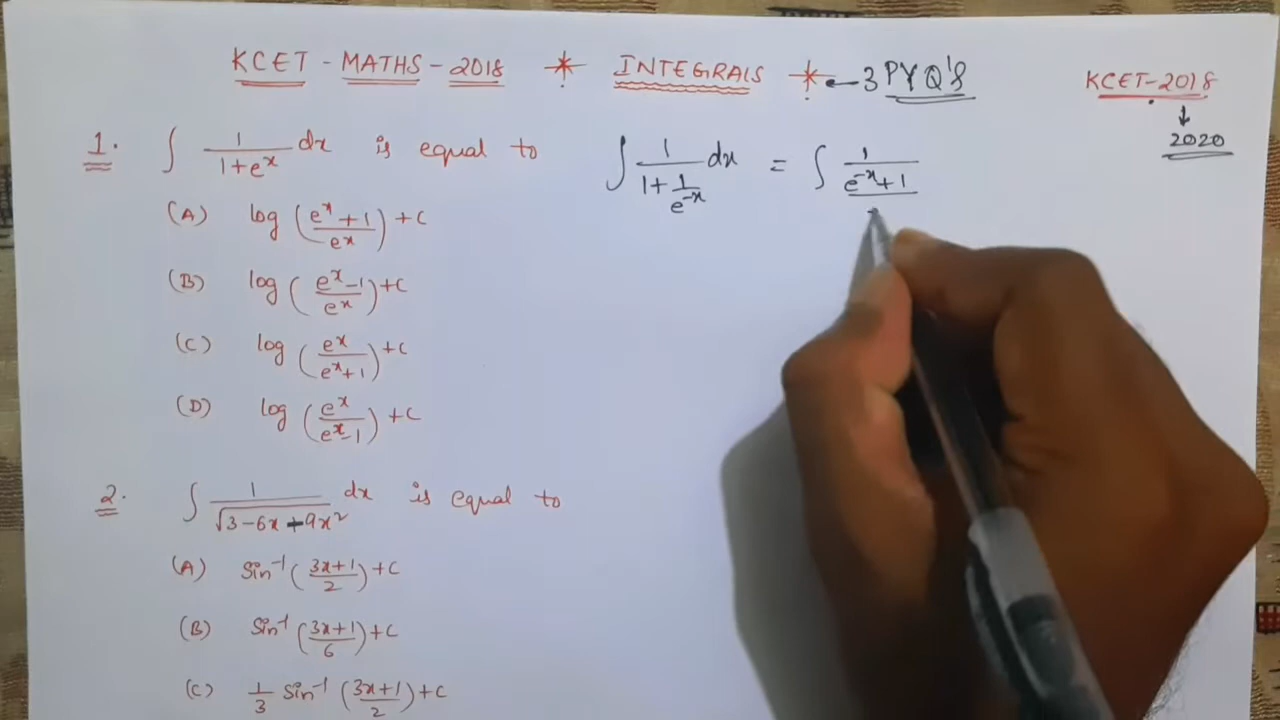 KCET - MATHS - 2018 * INTEGRALS * ← 3 PYQ'S
KCET-2018
↓
2020
1. ∫ 1/(1+e^x) dx is equal to
(A) log ((e^x+1)/e^x) + C
(B) log ((e^x-1)/e^x) + C
(C) log (e^x/(e^x+1)) + C
(D) log (e^x/(e^x-1)) + C
∫ 1/(1+1/e^-x) dx = ∫ 1/(e^-x+1)
2. ∫ 1/√(3-6x-9x²) dx is equal to
(A) Sin^-1 ((3x+1)/2) + C
(B) Sin^-1 ((3x+1)/6) + C
(C) 1/3 Sin^-1 ((3x+1)/2) + C